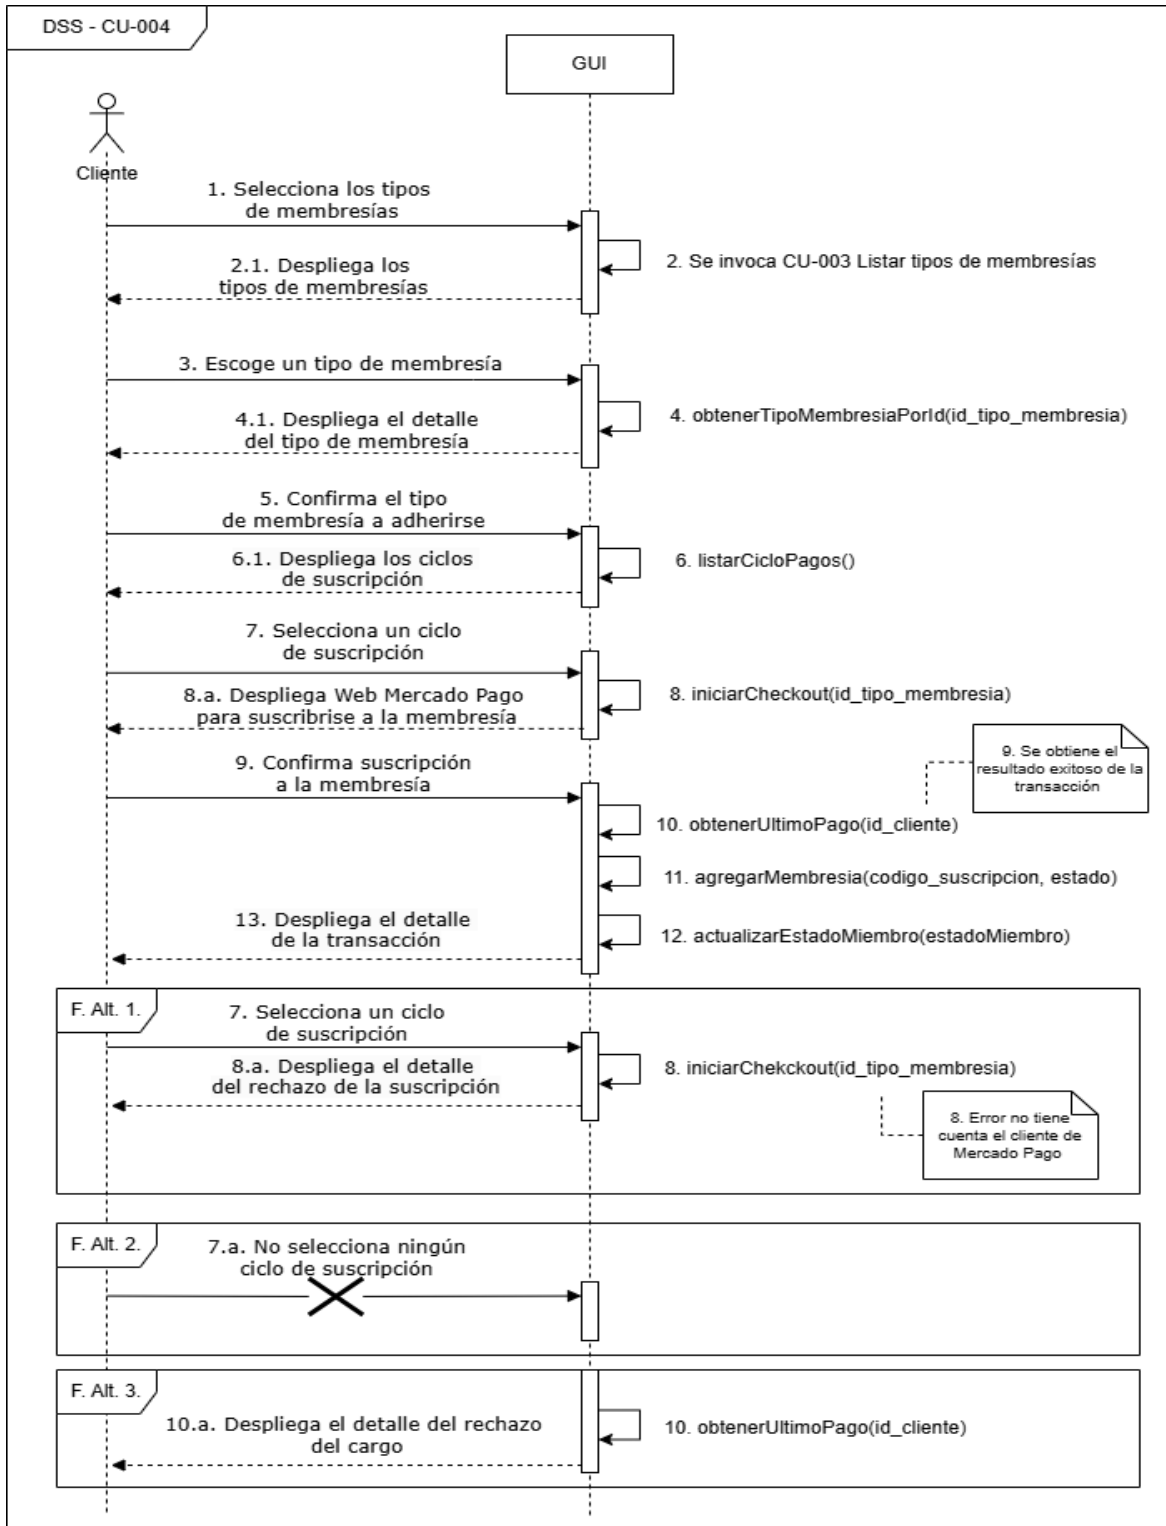 DSS - CU-004
GUI
Cliente
1. Selecciona los tipos
de membresías
2. Se invoca CU-003 Listar tipos de membresías
2.1. Despliega los
tipos de membresías
3. Escoge un tipo de membresía
4. obtenerTipoMembresiaPorId(id_tipo_membresia)
4.1. Despliega el detalle
del tipo de membresía
5. Confirma el tipo
de membresía a adherirse
6. listarCicloPagos()
6.1. Despliega los ciclos
de suscripción
7. Selecciona un ciclo
de suscripción
8. iniciarCheckout(id_tipo_membresia)
8.a. Despliega Web Mercado Pago
para suscribrise a la membresía
9. Confirma suscripción
a la membresía
9. Se obtiene el
resultado exitoso de la
transacción
10. obtenerUltimoPago(id_cliente)
11. agregarMembresia(codigo_suscripcion, estado)
12. actualizarEstadoMiembro(estadoMiembro)
13. Despliega el detalle
de la transacción
F. Alt. 1.
7. Selecciona un ciclo
de suscripción
8. iniciarChekckout(id_tipo_membresia)
8.a. Despliega el detalle
del rechazo de la suscripción
8. Error no tiene
cuenta el cliente de
Mercado Pago
F. Alt. 2.
7.a. No selecciona ningún
ciclo de suscripción
F. Alt. 3.
10. obtenerUltimoPago(id_cliente)
10.a. Despliega el detalle del rechazo
del cargo